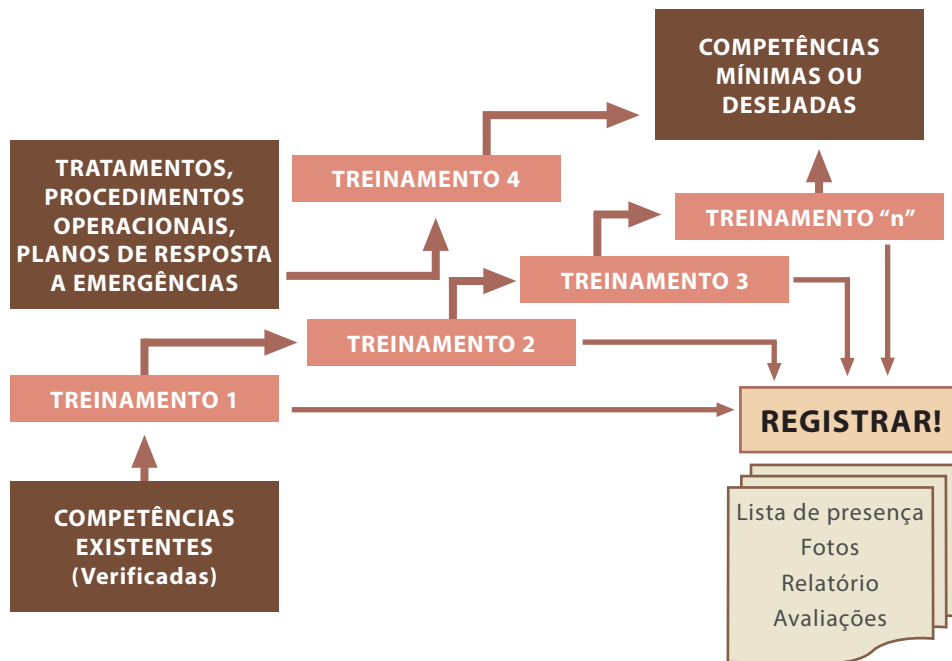 COMPETÊNCIAS
MÍNIMAS OU
DESEJADAS
TRATAMENTOS,
PROCEDIMENTOS
OPERACIONAIS,
PLANOS DE RESPOSTA
A EMERGÊNCIAS
TREINAMENTO 4
TREINAMENTO “n”
TREINAMENTO 3
TREINAMENTO 2
TREINAMENTO 1
REGISTRAR!
COMPETÊNCIAS
EXISTENTES
(Verificadas)
Lista de presença
Fotos
Relatório
Avaliações